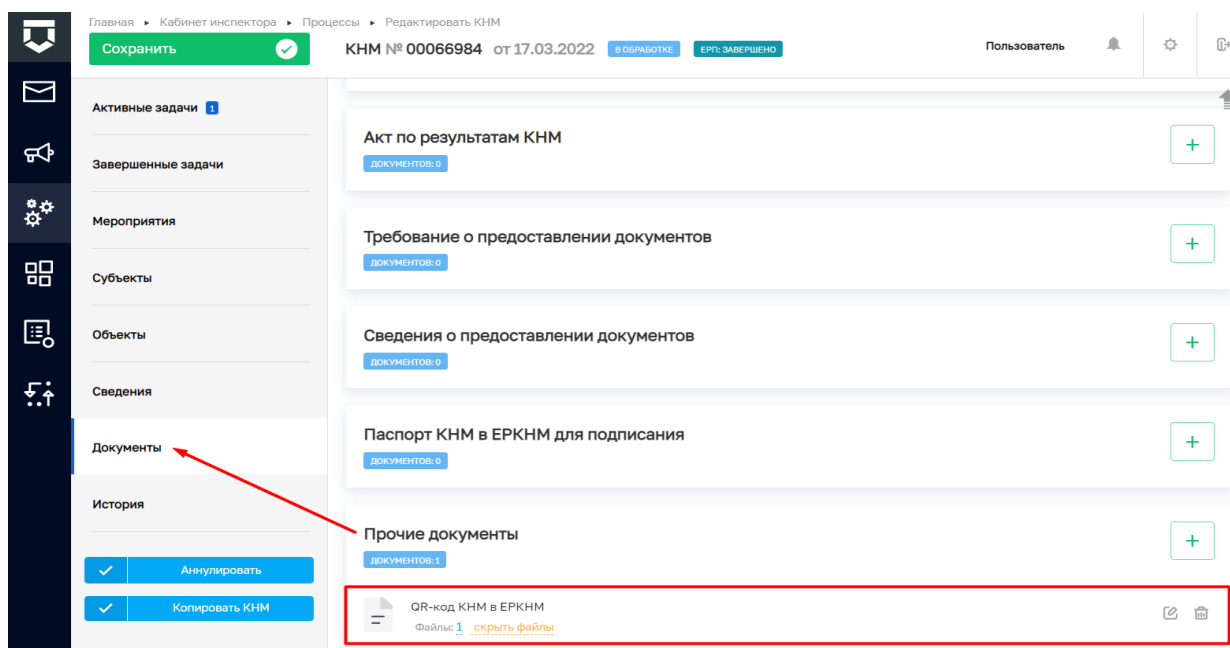 Главная ▸ Кабинет инспектора ▸ Процессы ▸ Редактировать КНМ
Сохранить
КНМ № 00066984 от 17.03.2022 В ОБРАБОТКЕ ЕРП: ЗАВЕРШЕНО
Пользователь
Активные задачи 1
Завершенные задачи
Мероприятия
Субъекты
Объекты
Сведения
Документы
История
Аннулировать
Копировать КНМ
Акт по результатам КНМ
ДОКУМЕНТОВ: 0
Требование о предоставлении документов
ДОКУМЕНТОВ: 0
Сведения о предоставлении документов
ДОКУМЕНТОВ: 0
Паспорт КНМ в ЕРКНМ для подписания
ДОКУМЕНТОВ: 0
Прочие документы
ДОКУМЕНТОВ: 1
QR-код КНМ в ЕРКНМ
Файлы: 1 скрыть файлы